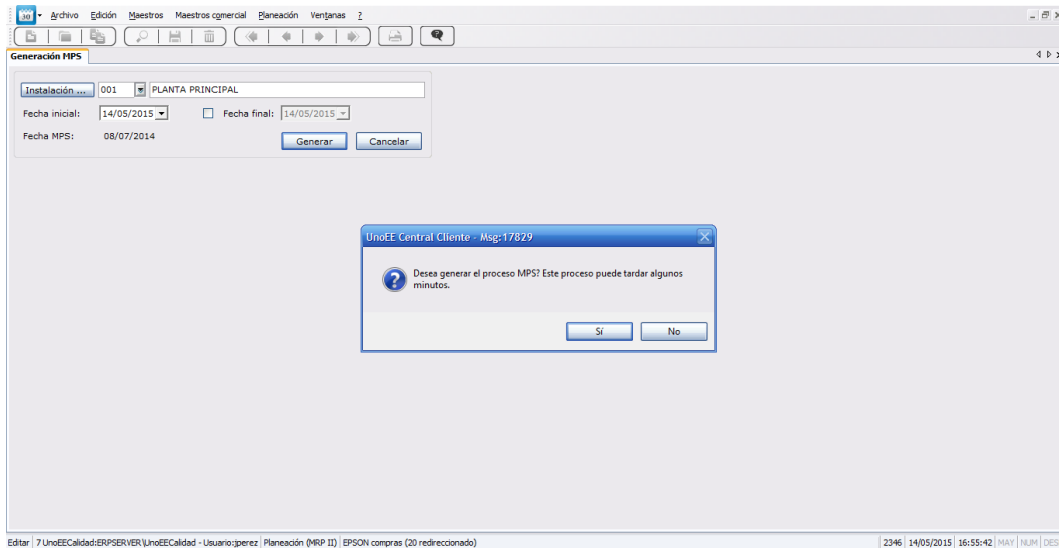 30 Archivo Edición Maestros Maestros comercial Planeación Ventanas ?
Generación MPS
Instalación ... 001 PLANTA PRINCIPAL
Fecha inicial: 14/05/2015 Fecha final: 14/05/2015
Fecha MPS: 08/07/2014 Generar Cancelar
UnoEE Central Cliente - Msg:17829
Desea generar el proceso MPS? Este proceso puede tardar algunos
minutos.
Sí No
Editar 7 UnoEECalidad:ERPSERVER\UnoEECalidad - Usuario:jperez Planeación (MRP II) EPSON compras (20 redireccionado) 2346 14/05/2015 16:55:42 MAY NUM DES